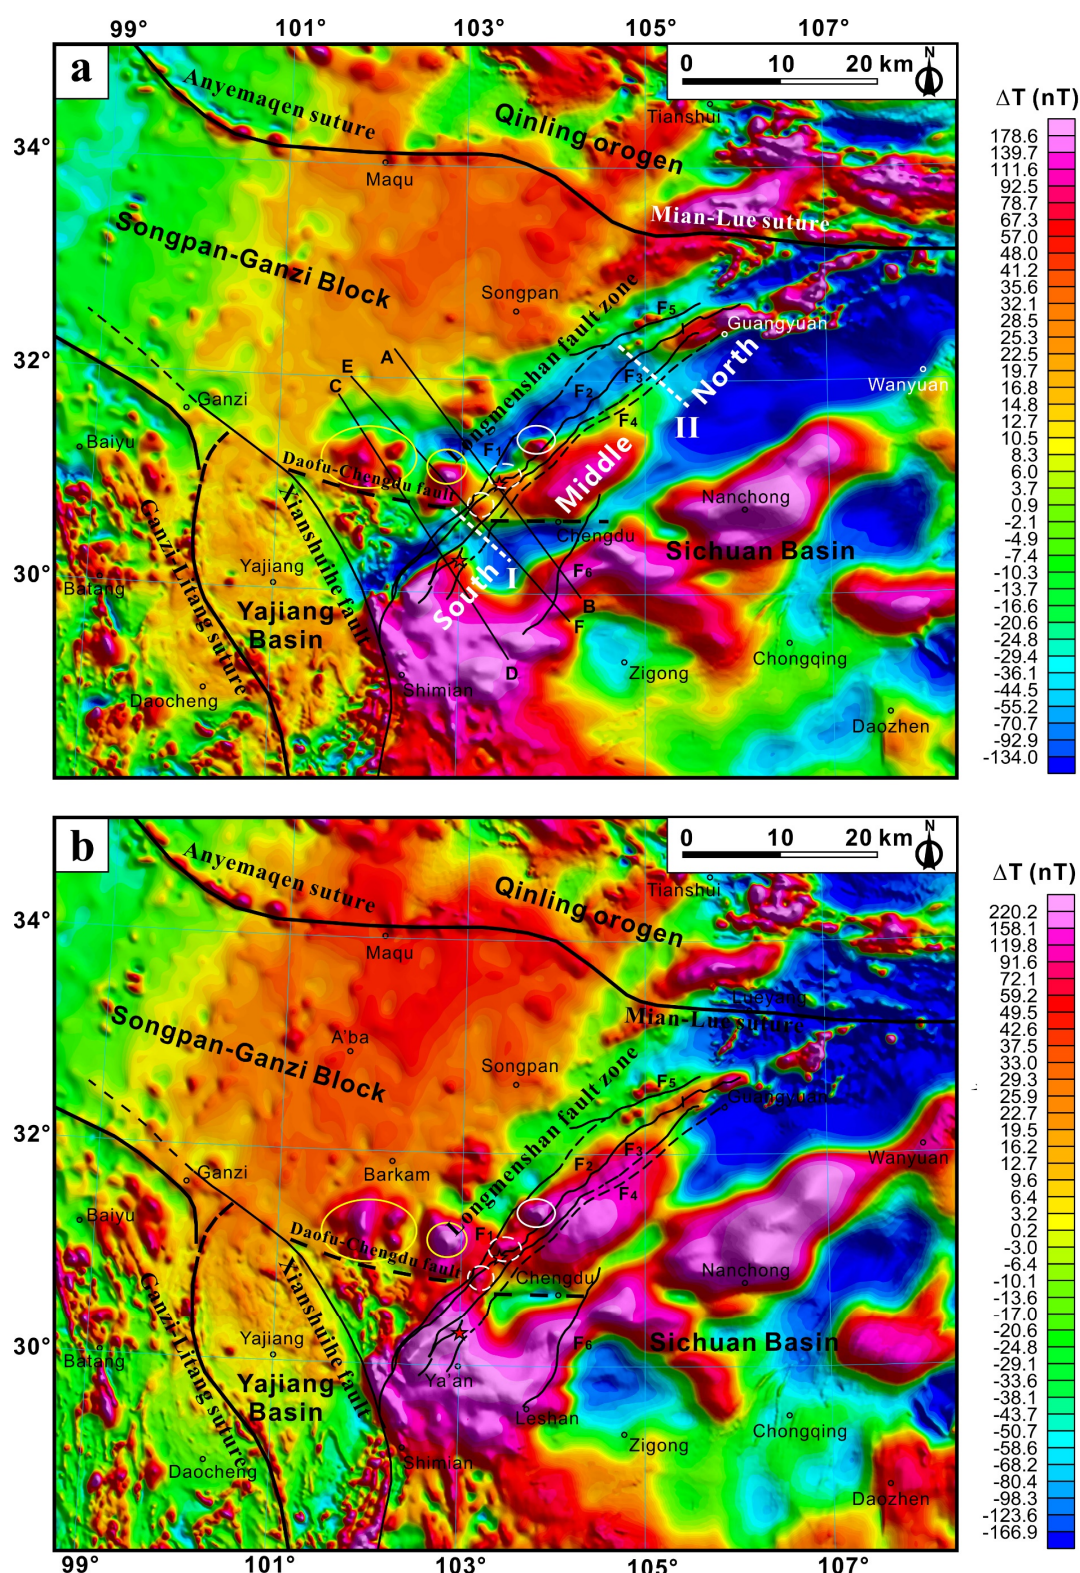 99° 101° 103° 105° 107°
a
0 10 20 km
N
Anyemaqen suture
Qinling orogen
Tianshui
Maqu
Mian-Lue suture
Songpan-Ganzi Block
Songpan
Longmenshan fault zone
F5
Guangyuan
North
Wanyuan
A
E
C
F2
F3
F4
II
Ganzi
Baiyu
F1
Middle
Daofu-Chengdu fault
Nanchong
Chengdu
Sichuan Basin
Ganzi-Litang suture
Xianshuihe fault
Yajiang
Batang
Yajiang
Basin
South
I
F6
B
F
D
Daocheng
Shimian
Zigong
Chongqing
Daozhen
34°
32°
30°
ΔT (nT)
178.6
139.7
111.6
92.5
78.7
67.3
57.0
48.0
41.2
35.6
32.1
28.5
25.3
22.5
19.7
16.8
14.8
12.7
10.5
8.3
6.0
3.7
0.9
-2.1
-4.9
-7.4
-10.3
-13.7
-16.6
-20.6
-24.8
-29.4
-36.1
-44.5
-55.2
-70.7
-92.9
-134.0
b
0 10 20 km
N
Anyemaqen suture
Qinling orogen
Tianshui
Maqu
Lueyang
Mian-Lue suture
Songpan-Ganzi Block
A'ba
Songpan
Longmenshan fault zone
F5
Guangyuan
Wanyuan
Barkam
F2
F3
F4
Ganzi
Baiyu
F1
Daofu-Chengdu fault
Chengdu
Nanchong
Sichuan Basin
Ganzi-Litang suture
Xianshuihe fault
Yajiang
Batang
Yajiang
Basin
F6
Ya'an
Leshan
Daocheng
Shimian
Zigong
Chongqing
Daozhen
34°
32°
30°
99° 101° 103° 105° 107°
ΔT (nT)
220.2
158.1
119.8
91.6
72.1
59.2
49.5
42.6
37.5
33.0
29.3
25.9
22.7
19.5
16.2
12.7
9.6
6.4
3.2
0.2
-3.0
-6.4
-10.1
-13.6
-17.0
-20.6
-24.8
-29.1
-33.6
-38.1
-43.7
-50.7
-58.6
-68.2
-80.4
-98.3
-123.6
-166.9